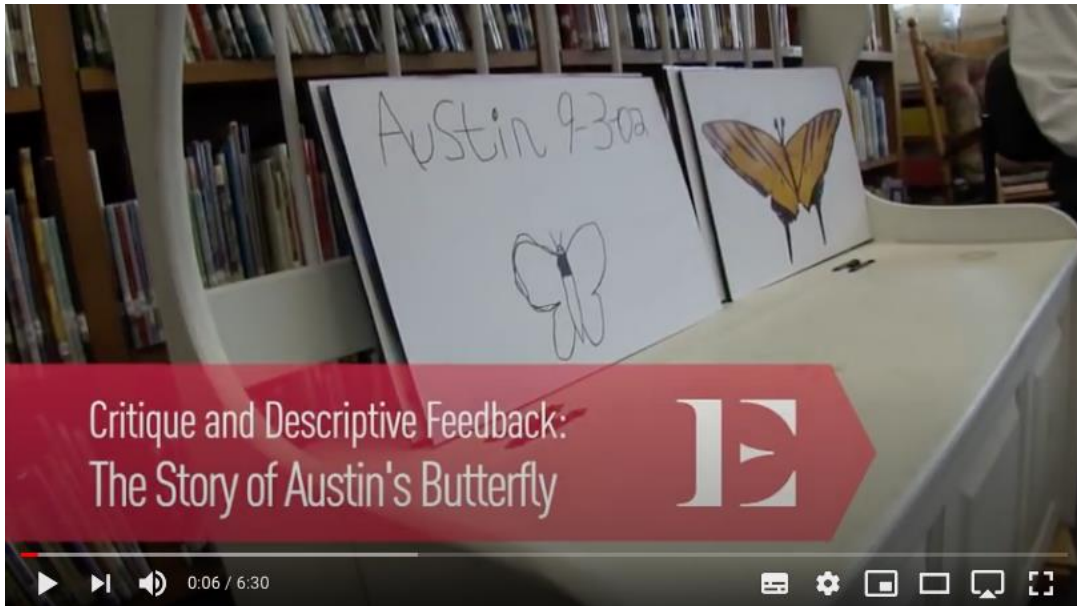 Austin 9-3-02
Critique and Descriptive Feedback:
The Story of Austin's Butterfly
E
0:06 / 6:30